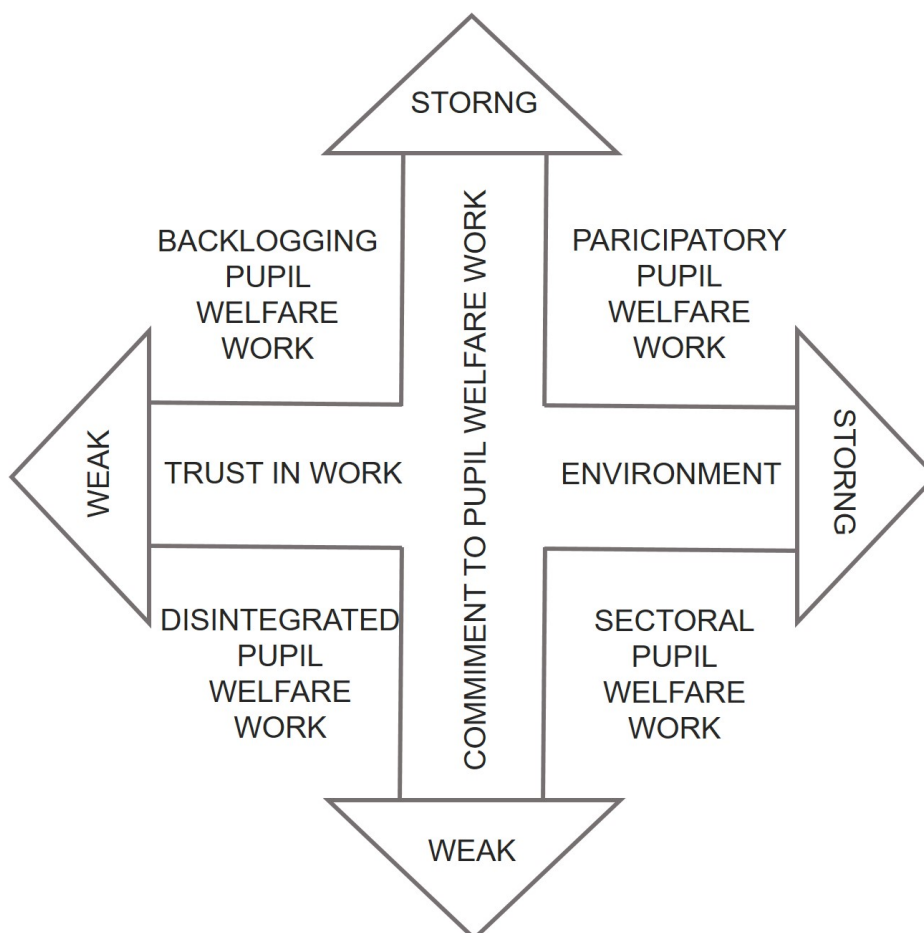 STORNG
BACKLOGGING
PUPIL
WELFARE
WORK
PARICIPATORY
PUPIL
WELFARE
WORK
COMMIMENT TO PUPIL WELFARE WORK
WEAK
TRUST IN WORK
ENVIRONMENT
STORNG
DISINTEGRATED
PUPIL
WELFARE
WORK
SECTORAL
PUPIL
WELFARE
WORK
WEAK